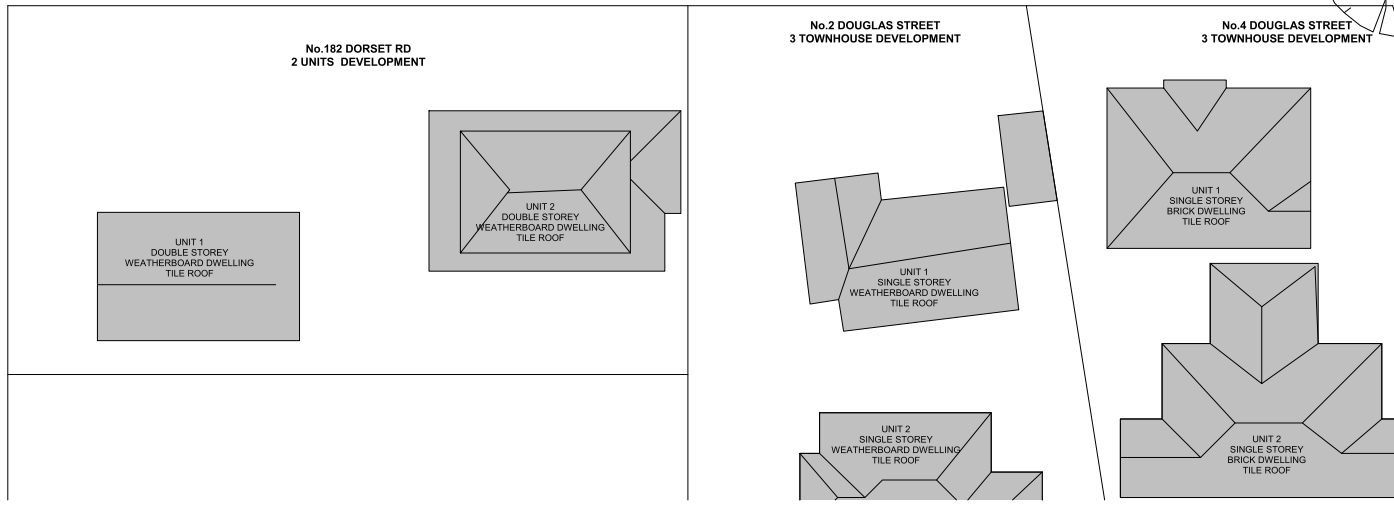 No.182 DORSET RD
2 UNITS DEVELOPMENT
UNIT 1
DOUBLE STOREY
WEATHERBOARD DWELLING
TILE ROOF
UNIT 2
DOUBLE STOREY
WEATHERBOARD DWELLING
TILE ROOF
No.2 DOUGLAS STREET
3 TOWNHOUSE DEVELOPMENT
UNIT 1
SINGLE STOREY
WEATHERBOARD DWELLING
TILE ROOF
UNIT 2
SINGLE STOREY
WEATHERBOARD DWELLING
TILE ROOF
No.4 DOUGLAS STREET
3 TOWNHOUSE DEVELOPMENT
UNIT 1
SINGLE STOREY
BRICK DWELLING
TILE ROOF
UNIT 2
SINGLE STOREY
BRICK DWELLING
TILE ROOF